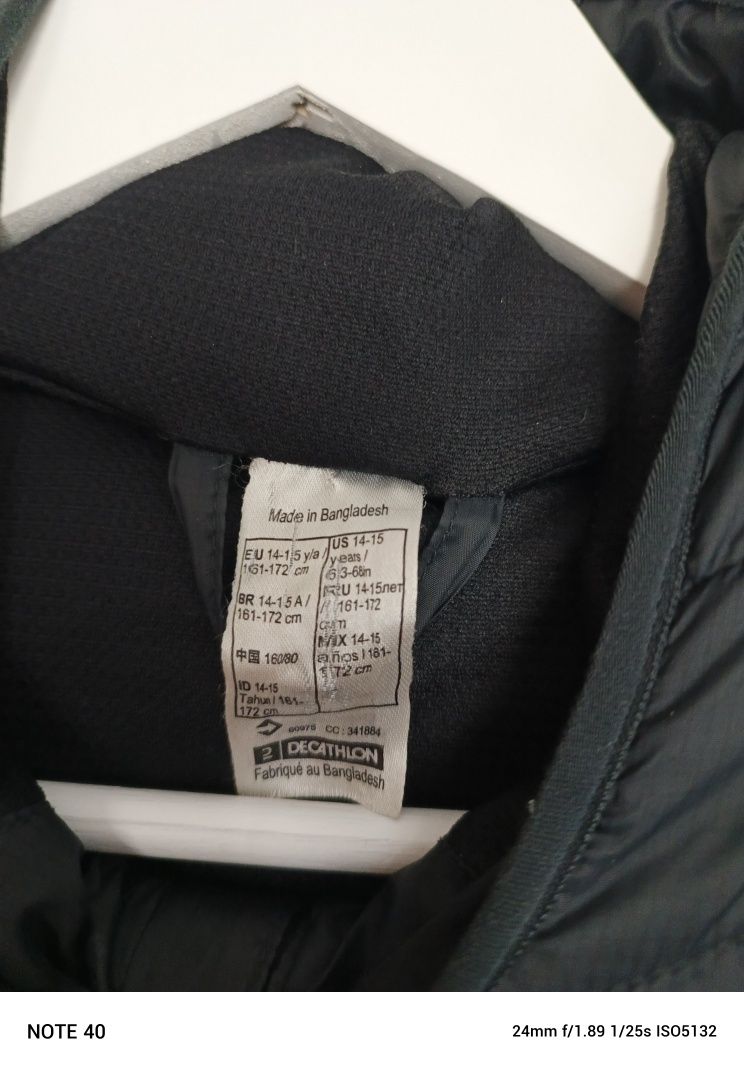 Made in Bangladesh
EU 14-15 y/a /
161-172 cm
BR 14-15 A /
161-172 cm
中国 160/80
ID 14-15
Tahun / 161-
172 cm
US 14-15
years /
63-68in
RU 14-15лет
/ 161-172
cm
MX 14-15
años | 161-
172 cm
60975 CC : 341884
DECATHLON
Fabriqué au Bangladesh
NOTE 40
24mm f/1.89 1/25s ISO5132